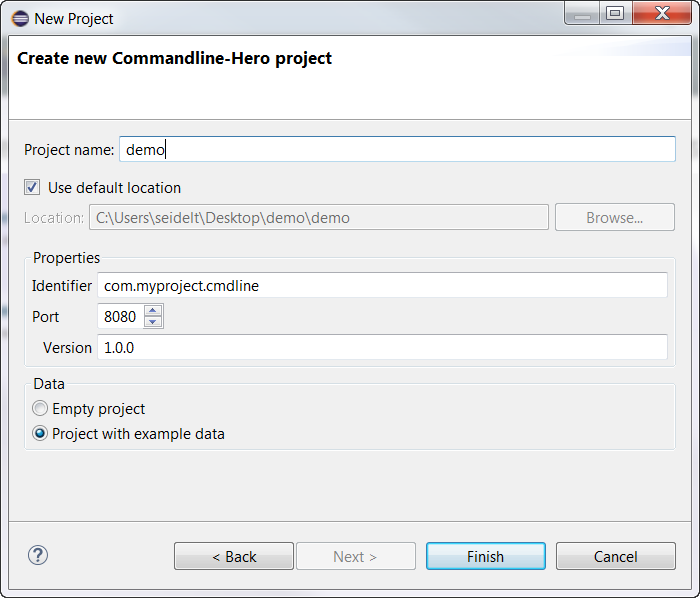 New Project
Create new Commandline-Hero project
Project name: demo
Use default location
Location: C:\Users\seidelt\Desktop\demo\demo Browse...
Properties
Identifier com.myproject.cmdline
Port 8080
Version 1.0.0
Data
Empty project
Project with example data
? < Back Next > Finish Cancel